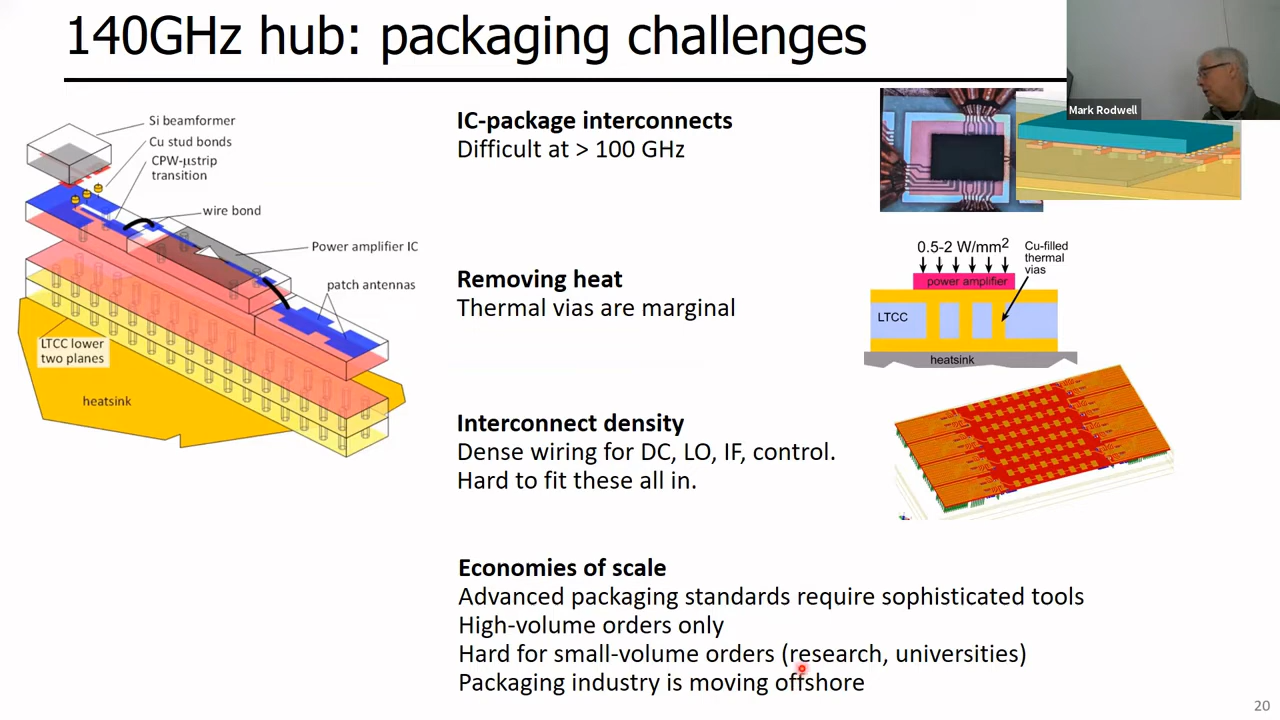 140GHz hub: packaging challenges
Mark Rodwell
Si beamformer
Cu stud bonds
CPW-μstrip
transition
wire bond
Power amplifier IC
patch antennas
LTCC lower
two planes
heatsink
IC-package interconnects
Difficult at > 100 GHz
Removing heat
Thermal vias are marginal
0.5-2 W/mm2
Cu-filled
thermal
vias
power amplifier
LTCC
heatsink
Interconnect density
Dense wiring for DC, LO, IF, control.
Hard to fit these all in.
Economies of scale
Advanced packaging standards require sophisticated tools
High-volume orders only
Hard for small-volume orders (research, universities)
Packaging industry is moving offshore
20